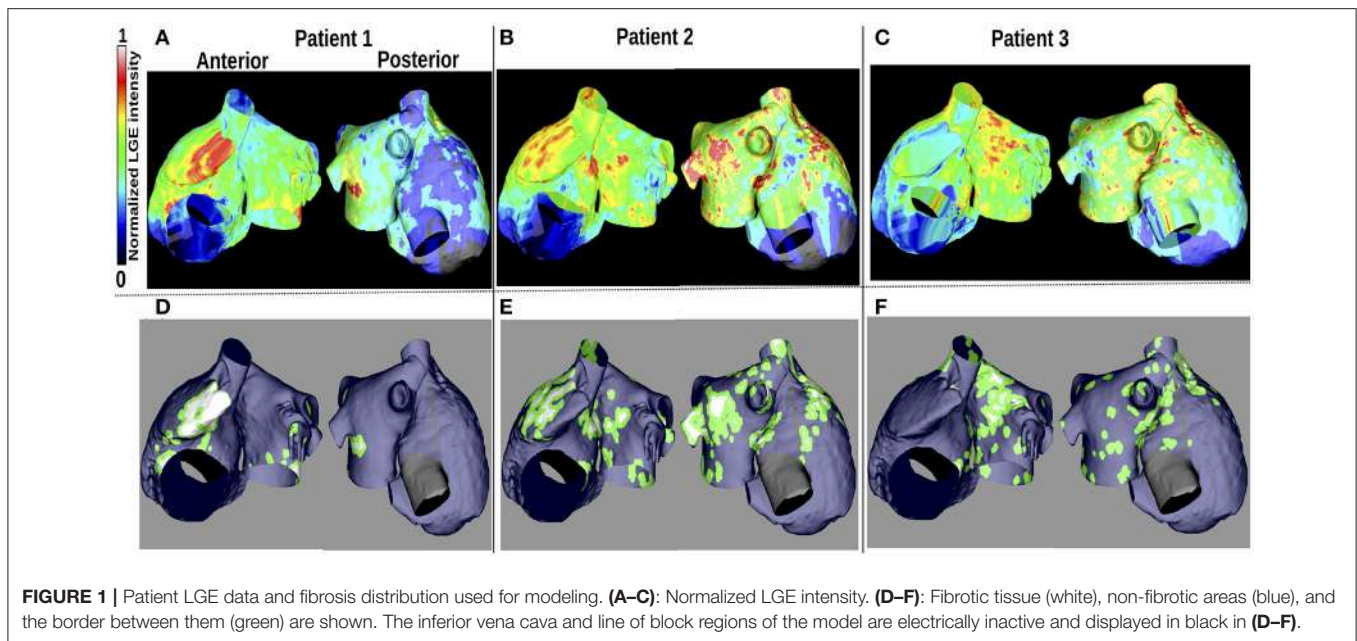 A
Patient 1
B
Patient 2
C
Patient 3
Anterior
Posterior
1
Normalized LGE intensity
0
D
E
F
FIGURE 1 | Patient LGE data and fibrosis distribution used for modeling. (A–C): Normalized LGE intensity. (D–F): Fibrotic tissue (white), non-fibrotic areas (blue), and
the border between them (green) are shown. The inferior vena cava and line of block regions of the model are electrically inactive and displayed in black in (D–F).